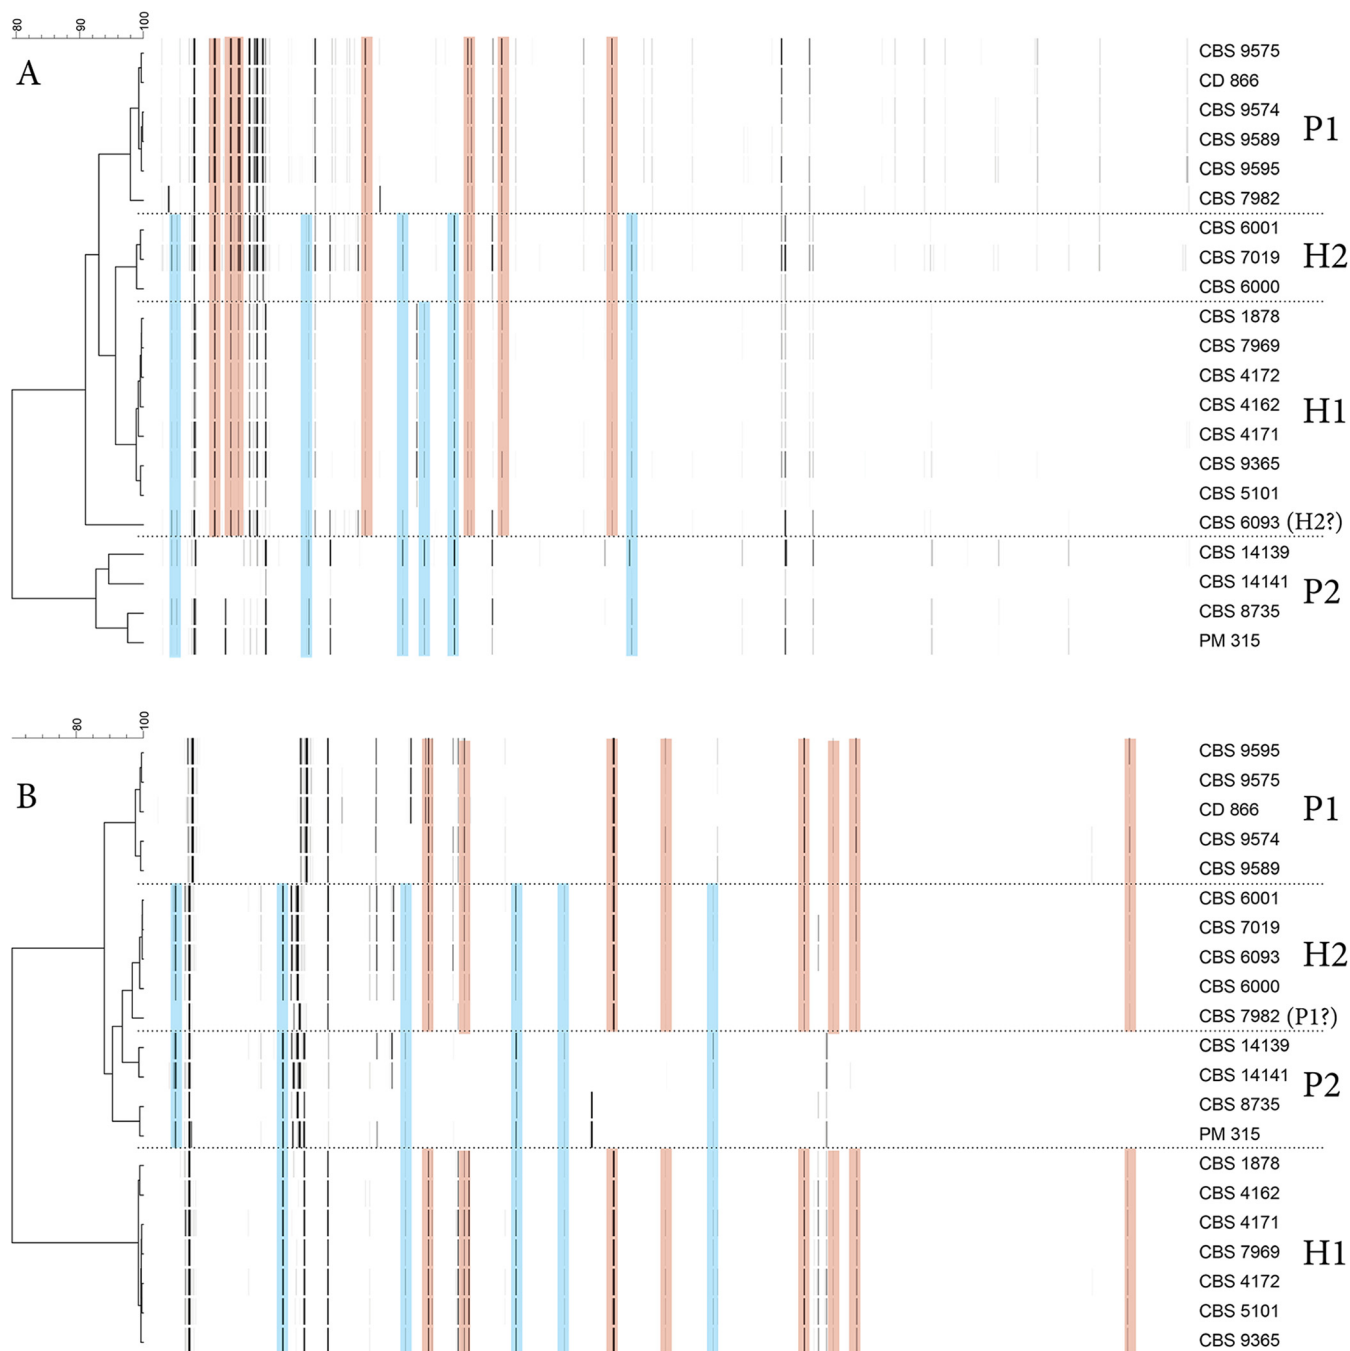 80 90 100
A
CBS 9575
CD 866
CBS 9574
P1
CBS 9589
CBS 9595
CBS 7982
CBS 6001
CBS 7019 H2
CBS 6000
CBS 1878
CBS 7969
CBS 4172
CBS 4162 H1
CBS 4171
CBS 9365
CBS 5101
CBS 6093 (H2?)
CBS 14139
CBS 14141 P2
CBS 8735
PM 315
80 100
B
CBS 9595
CBS 9575
CD 866 P1
CBS 9574
CBS 9589
CBS 6001
CBS 7019
CBS 6093 H2
CBS 6000
CBS 7982 (P1?)
CBS 14139
CBS 14141 P2
CBS 8735
PM 315
CBS 1878
CBS 4162
CBS 4171
CBS 7969 H1
CBS 4172
CBS 5101
CBS 9365